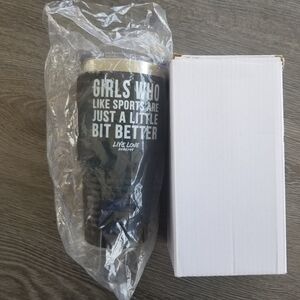 GIRLS WHO
LIKE SPORTS ARE
JUST A LITTLE
BIT BETTER
LIVE LOVE